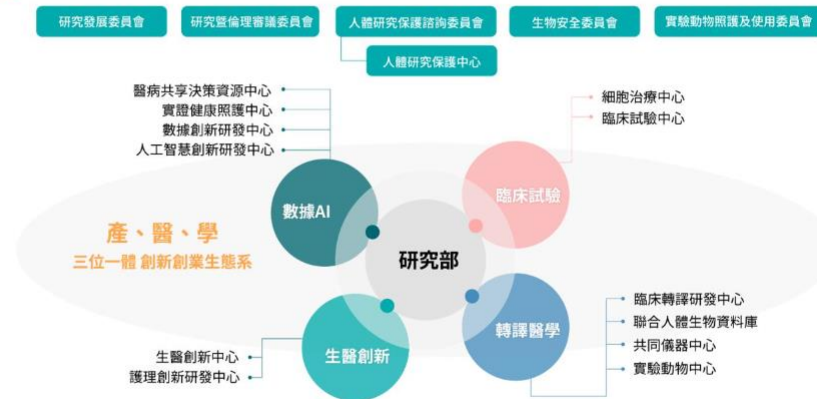 研究發展委員會
研究暨倫理審議委員會
人體研究保護諮詢委員會
生物安全委員會
實驗動物照護及使用委員會
人體研究保護中心
醫病共享決策資源中心
實證健康照護中心
數據創新研發中心
人工智慧創新研發中心
細胞治療中心
臨床試驗中心
數據AI
臨床試驗
產、醫、學
三位一體 創新創業生態系
研究部
生醫創新
轉譯醫學
生醫創新中心
護理創新研發中心
臨床轉譯研發中心
聯合人體生物資料庫
共同儀器中心
實驗動物中心